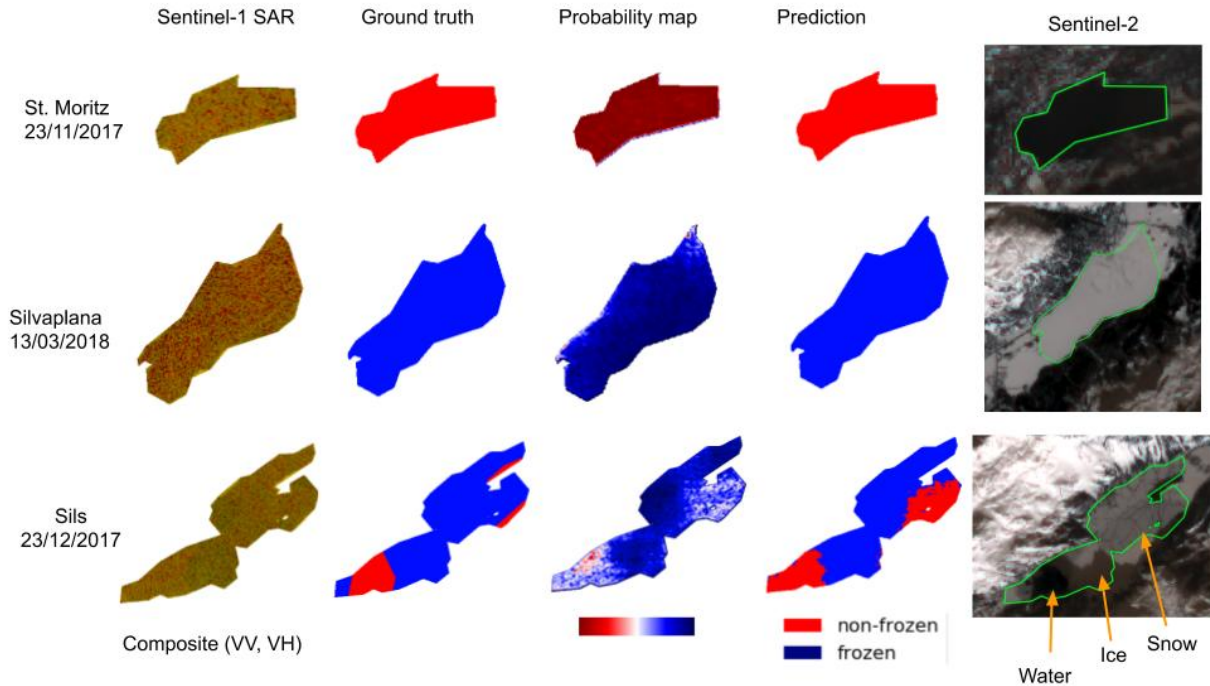 Sentinel-1 SAR
Ground truth
Probability map
Prediction
Sentinel-2
St. Moritz
23/11/2017
Silvaplana
13/03/2018
Sils
23/12/2017
Composite (VV, VH)
non-frozen
frozen
Water
Ice
Snow